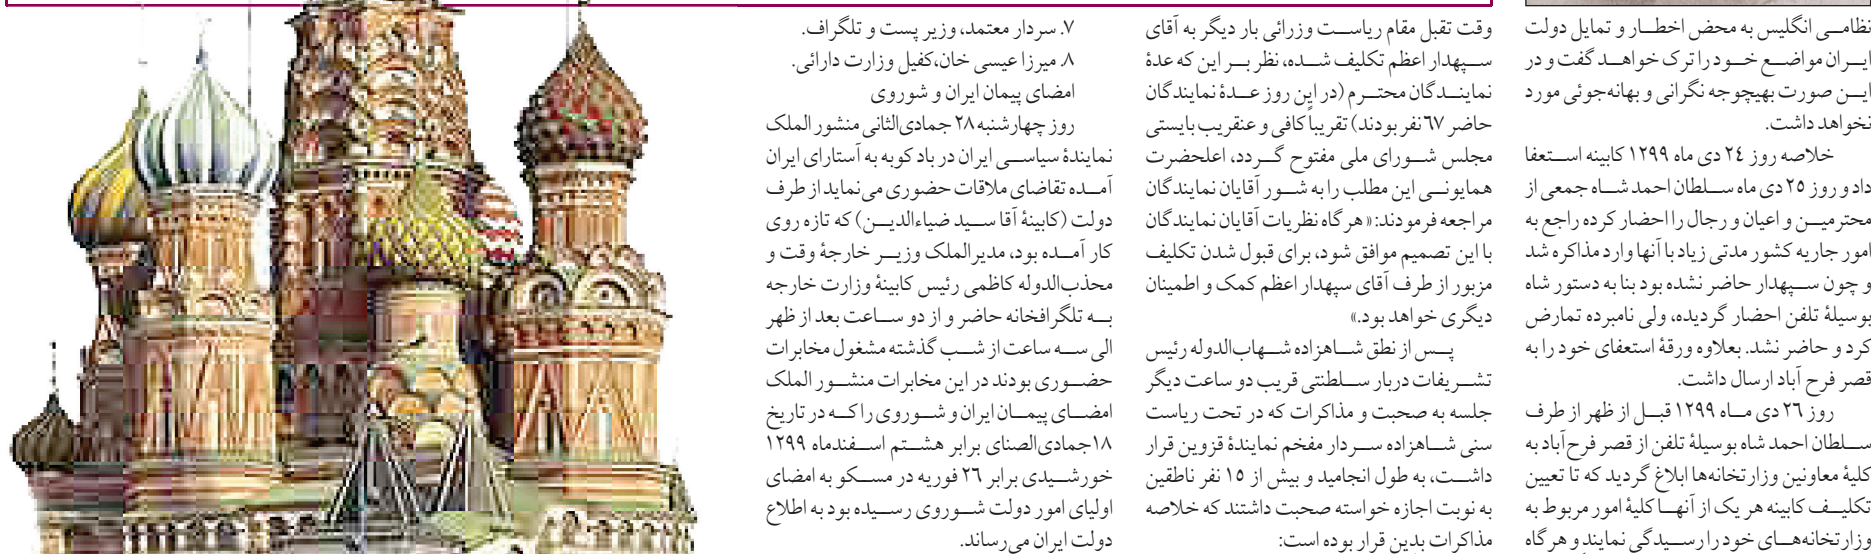 نظامی انگلیس به محض اخطار و تمایل دولت
ایران مواضع خود را ترک خواهد گفت و در
این صورت بهیچوجه نگرانی و بهانه‌جوئی مورد
نخواهد داشت.
خلاصه روز ۲٤ دی ماه ۱۲۹۹ کابینه استعفا
داد و روز ۲٥ دی ماه سلطان احمد شاه جمعی از
محترمین و اعیان و رجال را احضار کرده راجع به
امور جاریه کشور مدتی زیاد با آنها وارد مذاکره شد
و چون سپهدار حاضر نشده بود بنا به دستور شاه
بوسیلهٔ تلفن احضار گردیده، ولی نامبرده تمارض
کرد و حاضر نشد. بعلاوه ورقهٔ استعفای خود را به
قصر فرح آباد ارسال داشت.
روز ۲٦ دی ماه ۱۲۹۹ قبل از ظهر از طرف
سلطان احمد شاه بوسیلهٔ تلفن از قصر فرح‌آباد به
کلیهٔ معاونین وزارتخانه‌ها ابلاغ گردید که تا تعیین
تکلیف کابینه هر یک از آنها کلیهٔ امور مربوط به
وزارتخانه‌های خود را رسیدگی نمایند و هر گاه
وقت تقبل مقام ریاست وزرائی بار دیگر به آقای
سپهدار اعظم تکلیف شده، نظر بر این که عدهٔ
نمایندگان محترم (در این روز عدهٔ نمایندگان
حاضر ٦۷ نفر بودند) تقریباً کافی و عنقریب بایستی
مجلس شورای ملی مفتوح گردد، اعلحضرت
همایونی این مطلب را به شور آقایان نمایندگان
مراجعه فرمودند: «هر گاه نظریات آقایان نمایندگان
با این تصمیم موافق شود، برای قبول شدن تکلیف
مزبور از طرف آقای سپهدار اعظم کمک و اطمینان
دیگری خواهد بود.»
پس از نطق شاهزاده شهاب‌الدوله رئیس
تشریفات دربار سلطنتی قریب دو ساعت دیگر
جلسه به صحبت و مذاکرات که در تحت ریاست
سنی شاهزاده سردار مفخم نمایندهٔ قزوین قرار
داشت، به طول انجامید و بیش از ۱٥ نفر ناطقین
به نوبت اجازه خواسته صحبت داشتند که خلاصه
مذاکرات بدین قرار بوده است:
۷. سردار معتمد، وزیر پست و تلگراف.
۸. میرزا عیسی خان، کفیل وزارت دارائی.
امضای پیمان ایران و شوروی
روز چهارشنبه ۲۸ جمادی‌الثانی منشور الملک
نمایندهٔ سیاسی ایران در باد کوبه به آستارای ایران
آمده تقاضای ملاقات حضوری می‌نماید از طرف
دولت (کابینهٔ آقا سید ضیاءالدین) که تازه روی
کار آمده بود، مدیرالملک وزیر خارجهٔ وقت و
محذب‌الدوله کاظمی رئیس کابینهٔ وزارت خارجه
به تلگرافخانه حاضر و از دو ساعت بعد از ظهر
الی سه ساعت از شب گذشته مشغول مخابرات
حضوری بودند در این مخابرات منشور الملک
امضای پیمان ایران و شوروی را که در تاریخ
۱۸جمادی‌الصنای برابر هشتم اسفندماه ۱۲۹۹
خورشیدی برابر ۲٦ فوریه در مسکو به امضای
اولیای امور دولت شوروی رسیده بود به اطلاع
دولت ایران می‌رساند.